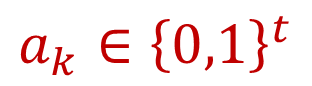 a_k ∈ {0,1}^t